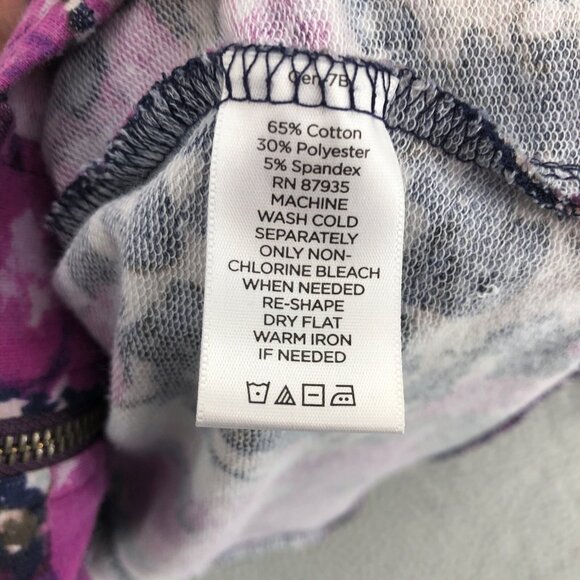 65% Cotton
30% Polyester
5% Spandex
RN 87935
MACHINE
WASH COLD
SEPARATELY
ONLY NON-
CHLORINE BLEACH
WHEN NEEDED
RE-SHAPE
DRY FLAT
WARM IRON
IF NEEDED